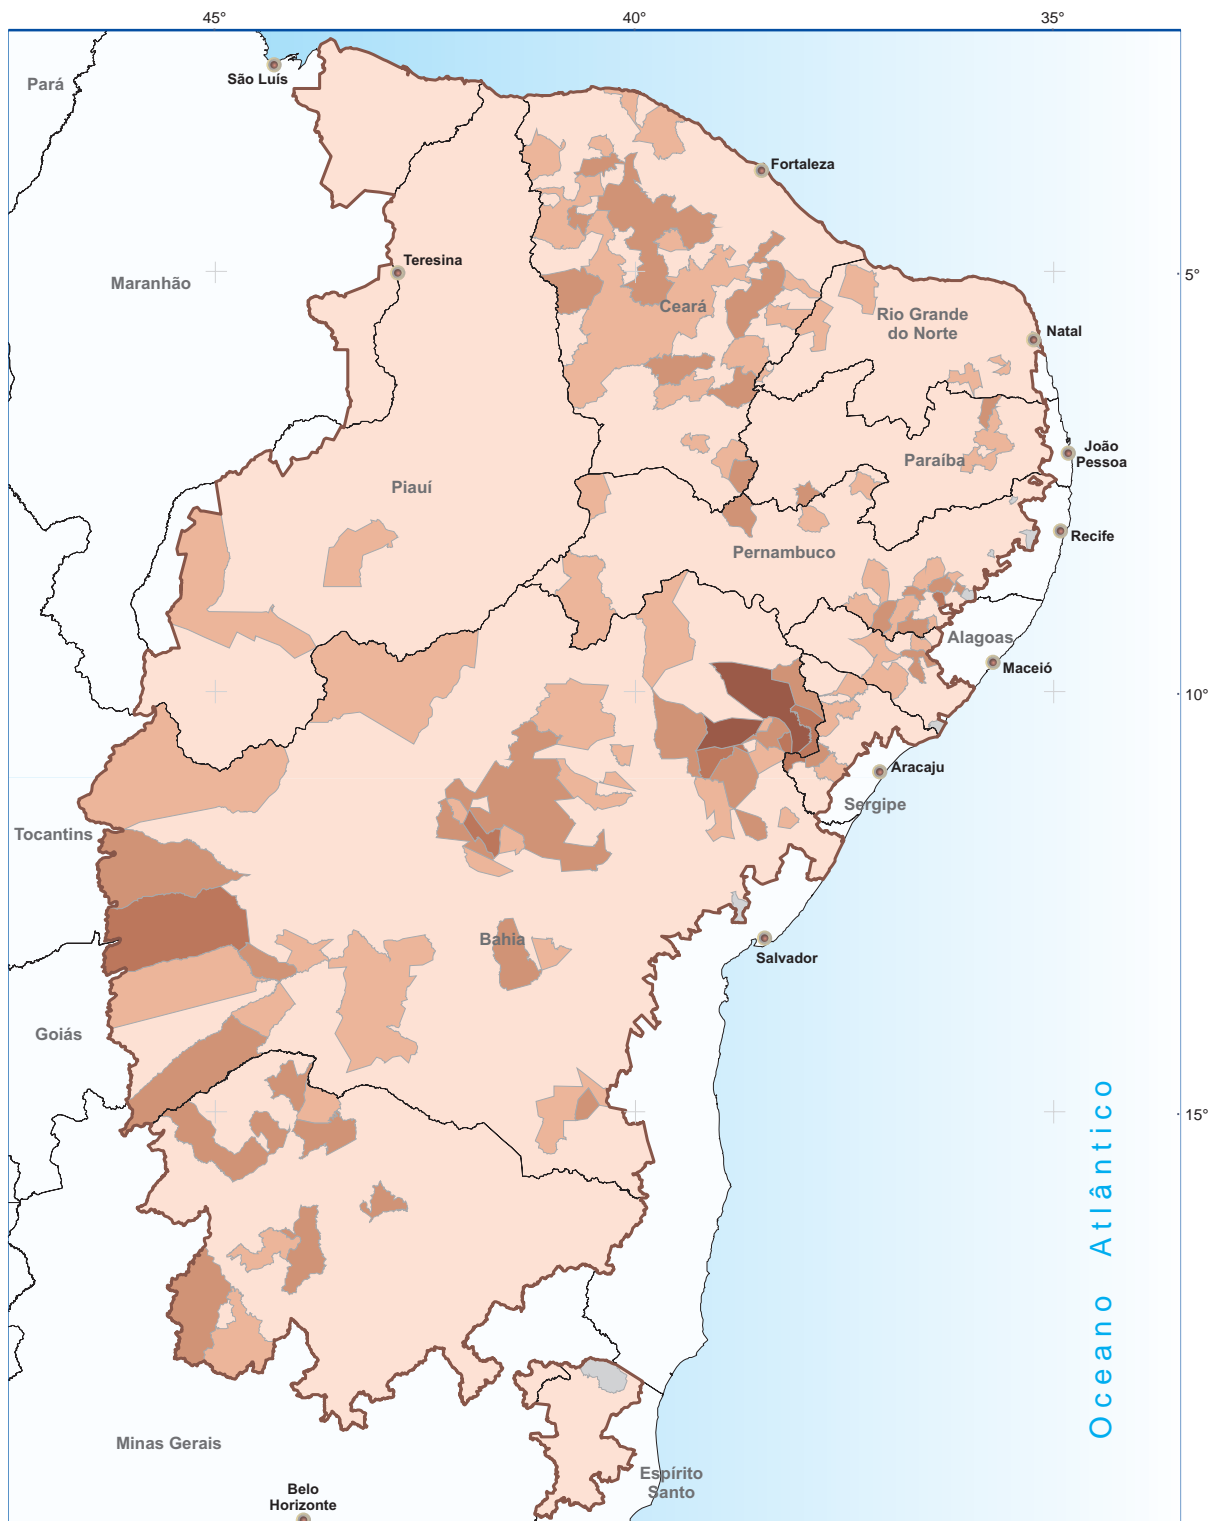 45°
40°
35°
São Luís
Pará
Fortaleza
Teresina
5°
Maranhão
Ceará
Rio Grande
do Norte
Natal
João
Pessoa
Paraíba
Piauí
Recife
Pernambuco
Alagoas
Maceió
10°
Aracaju
Sergipe
Tocantins
Bahia
Salvador
Goiás
15°
Oceano Atlântico
Minas Gerais
Espírito
Santo
Belo
Horizonte